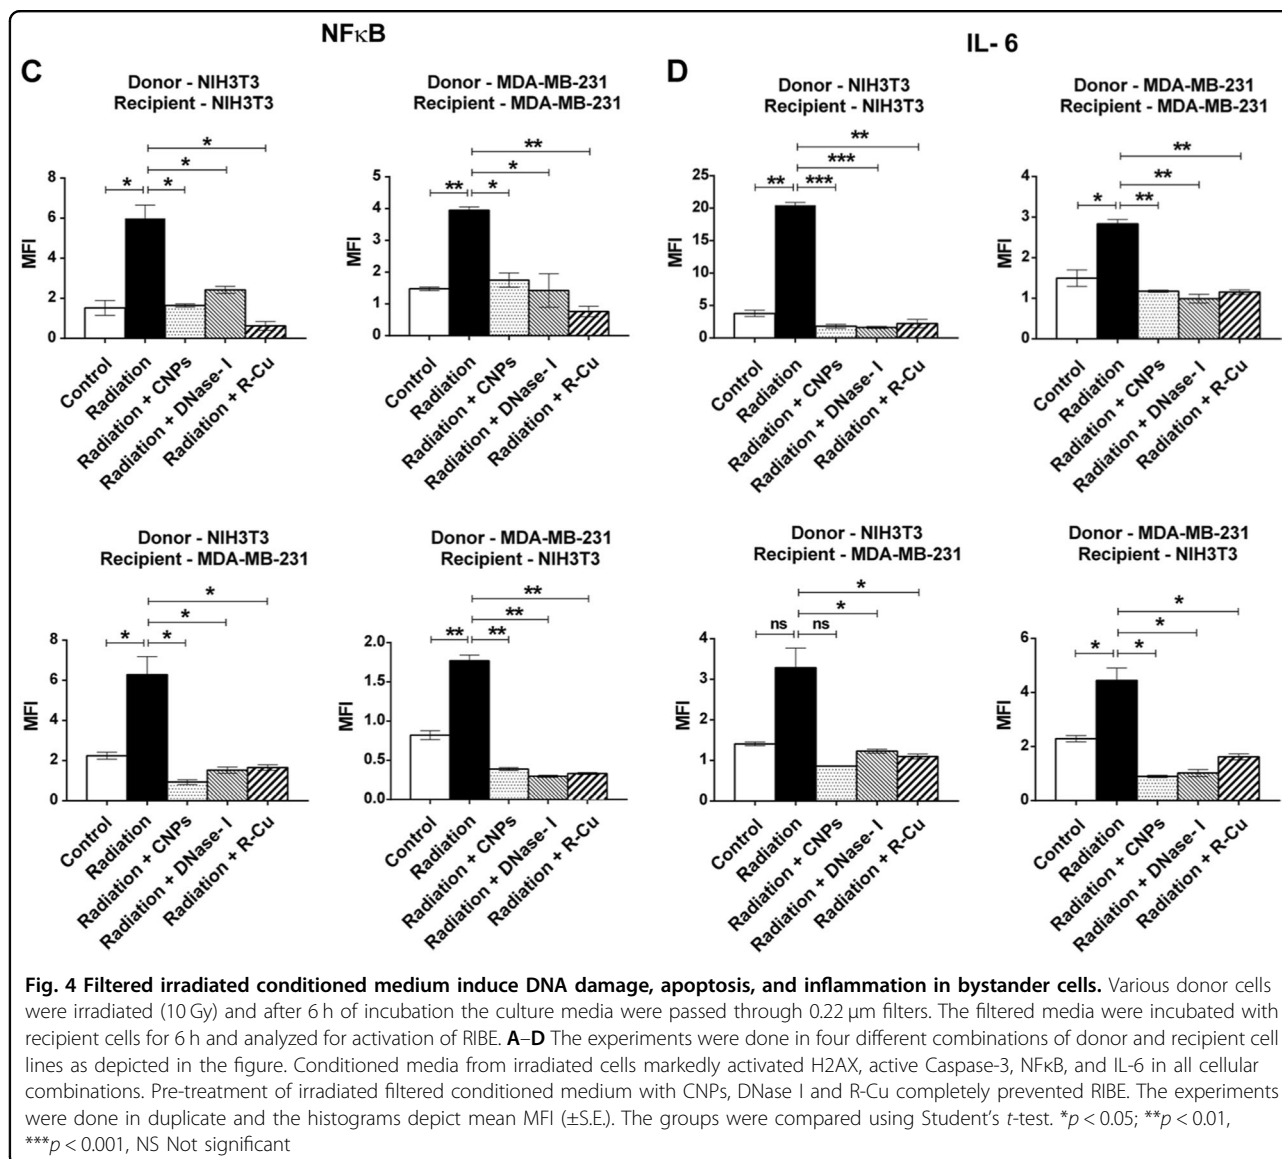 NFκB
IL- 6
C
Donor - NIH3T3
Recipient - NIH3T3
*
*
* *
MFI
8
6
4
2
0
Control
Radiation
Radiation + CNPs
Radiation + DNase- I
Radiation + R-Cu
Donor - MDA-MB-231
Recipient - MDA-MB-231
**
*
** *
MFI
5
4
3
2
1
0
Control
Radiation
Radiation + CNPs
Radiation + DNase- I
Radiation + R-Cu
D
Donor - NIH3T3
Recipient - NIH3T3
**
***
** ***
MFI
25
20
15
10
5
0
Control
Radiation
Radiation + CNPs
Radiation + DNase- I
Radiation + R-Cu
Donor - MDA-MB-231
Recipient - MDA-MB-231
**
**
* **
MFI
4
3
2
1
0
Control
Radiation
Radiation + CNPs
Radiation + DNase- I
Radiation + R-Cu
Donor - NIH3T3
Recipient - MDA-MB-231
*
*
* *
MFI
8
6
4
2
0
Control
Radiation
Radiation + CNPs
Radiation + DNase- I
Radiation + R-Cu
Donor - MDA-MB-231
Recipient - NIH3T3
**
**
** **
MFI
2.0
1.5
1.0
0.5
0.0
Control
Radiation
Radiation + CNPs
Radiation + DNase- I
Radiation + R-Cu
Donor - NIH3T3
Recipient - MDA-MB-231
*
*
ns ns
MFI
4
3
2
1
0
Control
Radiation
Radiation + CNPs
Radiation + DNase- I
Radiation + R-Cu
Donor - MDA-MB-231
Recipient - NIH3T3
*
*
* *
MFI
6
4
2
0
Control
Radiation
Radiation + CNPs
Radiation + DNase- I
Radiation + R-Cu
Fig. 4 Filtered irradiated conditioned medium induce DNA damage, apoptosis, and inflammation in bystander cells. Various donor cells
were irradiated (10 Gy) and after 6 h of incubation the culture media were passed through 0.22 μm filters. The filtered media were incubated with
recipient cells for 6 h and analyzed for activation of RIBE. A–D The experiments were done in four different combinations of donor and recipient cell
lines as depicted in the figure. Conditioned media from irradiated cells markedly activated H2AX, active Caspase-3, NFκB, and IL-6 in all cellular
combinations. Pre-treatment of irradiated filtered conditioned medium with CNPs, DNase I and R-Cu completely prevented RIBE. The experiments
were done in duplicate and the histograms depict mean MFI (±S.E.). The groups were compared using Student's t-test. *p < 0.05; **p < 0.01,
***p < 0.001, NS Not significant